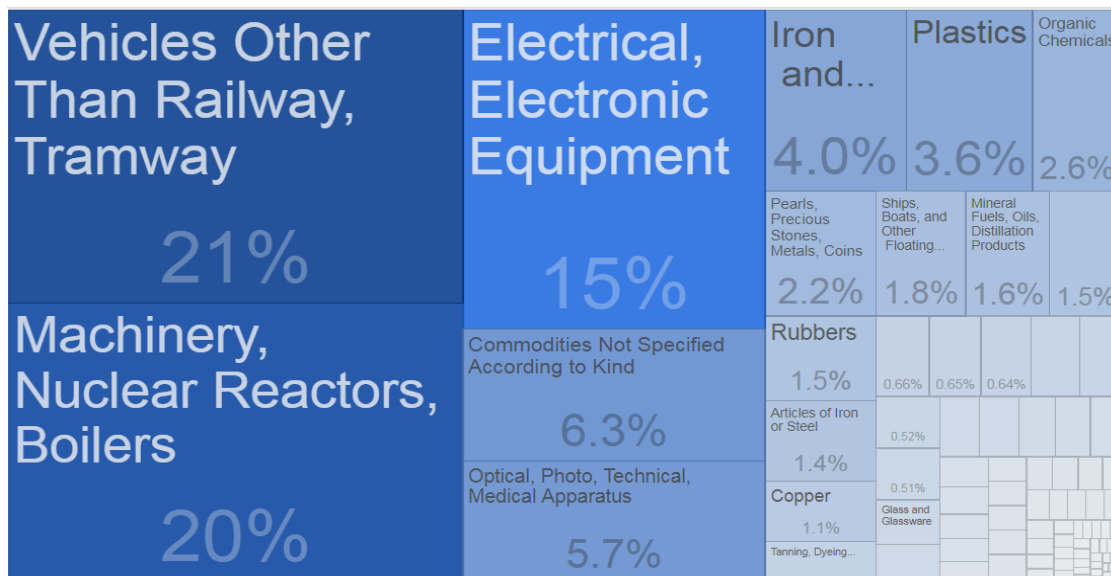 Vehicles Other
Than Railway,
Tramway
21%
Machinery,
Nuclear Reactors,
Boilers
20%
Electrical,
Electronic
Equipment
15%
Commodities Not Specified
According to Kind
6.3%
Optical, Photo, Technical,
Medical Apparatus
5.7%
Iron
and...
4.0%
Plastics
3.6%
Organic
Chemicals
2.6%
Pearls,
Precious
Stones,
Metals, Coins
2.2%
Ships,
Boats, and
Other
Floating...
1.8%
Mineral
Fuels, Oils,
Distillation
Products
1.6%
1.5%
Rubbers
1.5%
Articles of Iron
or Steel
1.4%
Copper
1.1%
Tanning, Dyeing...
0.66%
0.65%
0.64%
0.52%
0.51%
Glass and
Glassware